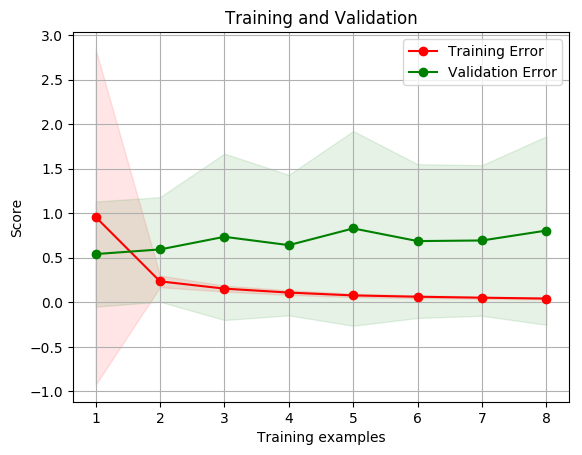 Training and Validation
Training Error
Validation Error
3.0
2.5
2.0
1.5
1.0
0.5
0.0
−0.5
−1.0
Score
1 2 3 4 5 6 7 8
Training examples